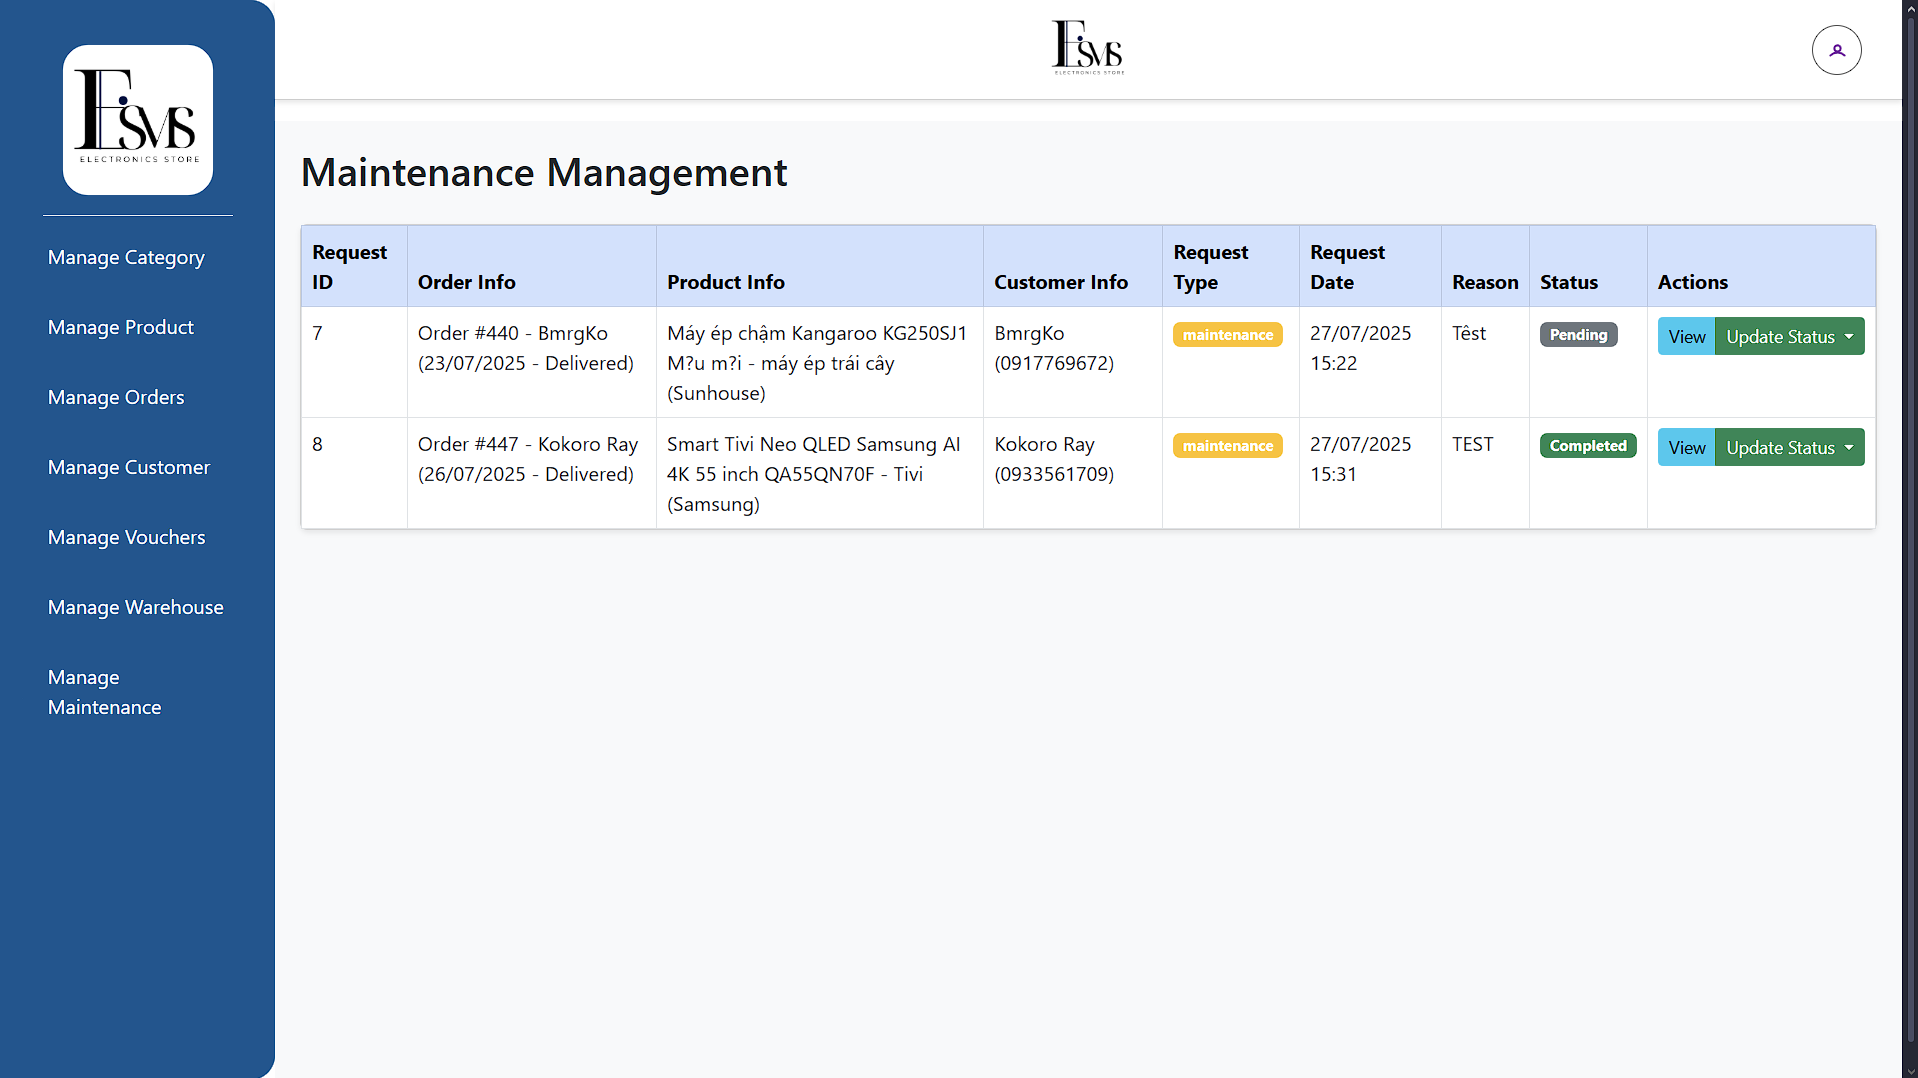 ESMS
ELECTRONICS STORE
ESMS
ELECTRONICS STORE
Manage Category
Manage Product
Manage Orders
Manage Customer
Manage Vouchers
Manage Warehouse
Manage
Maintenance
Maintenance Management
Request
ID
Order Info
Product Info
Customer Info
Request
Type
Request
Date
Reason
Status
Actions
7
Order #440 - BmrgKo
(23/07/2025 - Delivered)
Máy ép chậm Kangaroo KG250SJ1
M?u m?i - máy ép trái cây
(Sunhouse)
BmrgKo
(0917769672)
maintenance
27/07/2025
15:22
Têst
Pending
View
Update Status
8
Order #447 - Kokoro Ray
(26/07/2025 - Delivered)
Smart Tivi Neo QLED Samsung AI
4K 55 inch QA55QN70F - Tivi
(Samsung)
Kokoro Ray
(0933561709)
maintenance
27/07/2025
15:31
TEST
Completed
View
Update Status